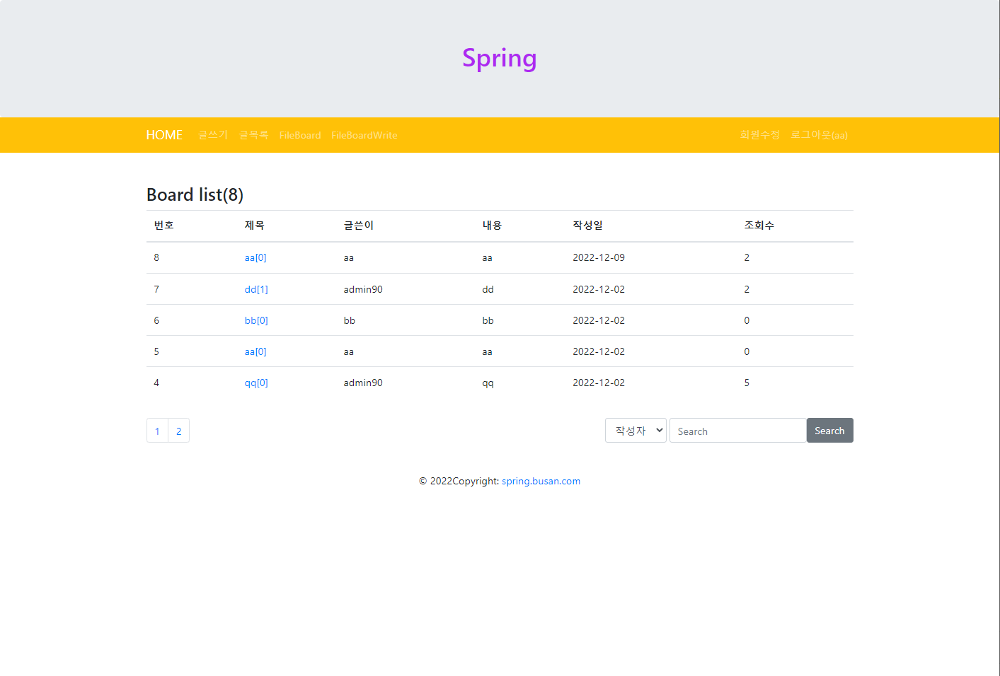 Spring
HOME 글쓰기 글목록 FileBoard FileBoardWrite 회원수정 로그아웃(aa)
Board list(8)
번호 제목 글쓴이 내용 작성일 조회수
8 aa[0] aa aa 2022-12-09 2
7 dd[1] admin90 dd 2022-12-02 2
6 bb[0] bb bb 2022-12-02 0
5 aa[0] aa aa 2022-12-02 0
4 qq[0] admin90 qq 2022-12-02 5
1 2 작성자 Search Search
© 2022Copyright: spring.busan.com